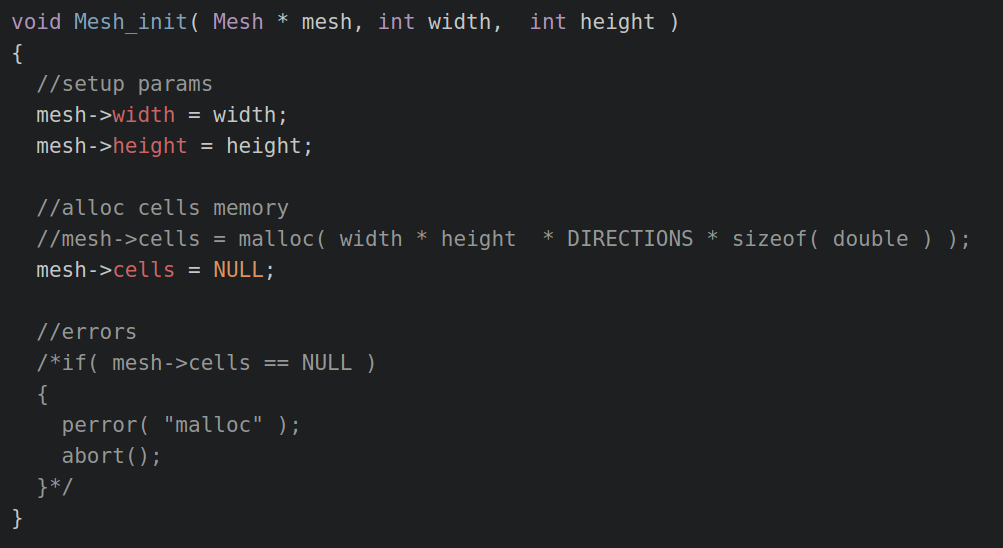 void Mesh_init( Mesh * mesh, int width,  int height )
{
  //setup params
  mesh->width = width;
  mesh->height = height;

  //alloc cells memory
  //mesh->cells = malloc( width * height  * DIRECTIONS * sizeof( double ) );
  mesh->cells = NULL;

  //errors
  /*if( mesh->cells == NULL )
  {
    perror( "malloc" );
    abort();
  }*/
}